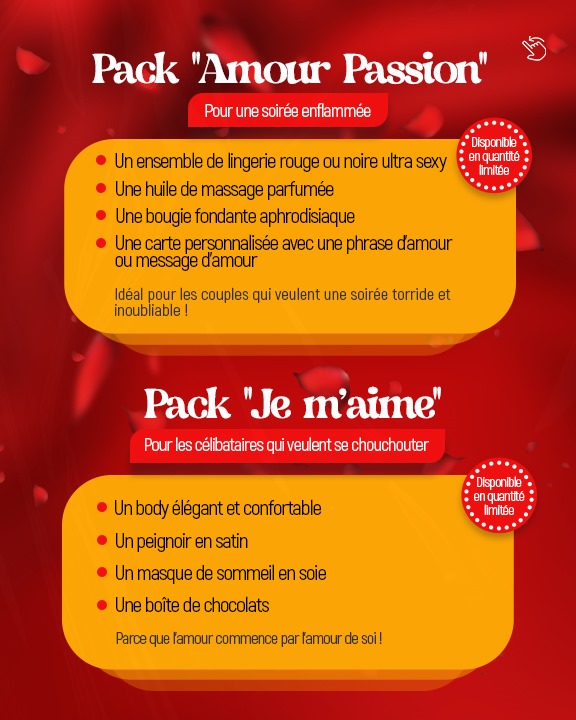 Pack "Amour Passion"
Pour une soirée enflammée
Disponible
en quantité
limitée
Un ensemble de lingerie rouge ou noire ultra sexy
Une huile de massage parfumée
Une bougie fondante aphrodisiaque
Une carte personnalisée avec une phrase d'amour
ou message d'amour
Idéal pour les couples qui veulent une soirée torride et
inoubliable !
Pack "Je m'aime"
Pour les célibataires qui veulent se chouchouter
Disponible
en quantité
limitée
Un body élégant et confortable
Un peignoir en satin
Un masque de sommeil en soie
Une boîte de chocolats
Parce que l'amour commence par l'amour de soi !